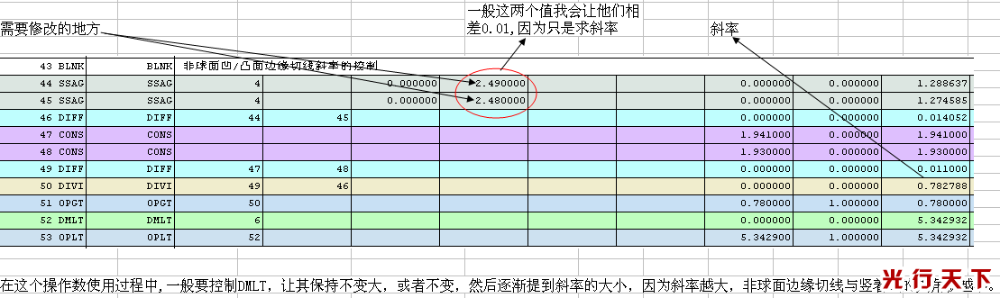 一般这两个值我会让他们相
差0.01,因为只是求斜率
需要修改的地方
斜率
43 BLNK BLNK 非球面凹/凸面边缘切线斜率的控制
44 SSAG SSAG 4 0.000000 2.490000 0.000000 0.000000 1.288637
45 SSAG SSAG 4 0.000000 2.480000 0.000000 0.000000 1.274585
46 DIFF DIFF 44 45 0.000000 0.000000 0.014052
47 CONS CONS 1.941000 0.000000 1.941000
48 CONS CONS 1.930000 0.000000 1.930000
49 DIFF DIFF 47 48 0.000000 0.000000 0.011000
50 DIVI DIVI 49 46 0.000000 0.000000 0.782788
51 OPGT OPGT 50 0.780000 1.000000 0.780000
52 DMLT DMLT 6 0.000000 0.000000 5.342932
53 OPLT OPLT 52 5.342900 1.000000 5.342932
光行天下
在这个操作数使用过程中,一般要控制DMLT，让其保持不变大，或者不变，然后逐渐提到斜率的大小，因为斜率越大，非球面边缘切线与竖